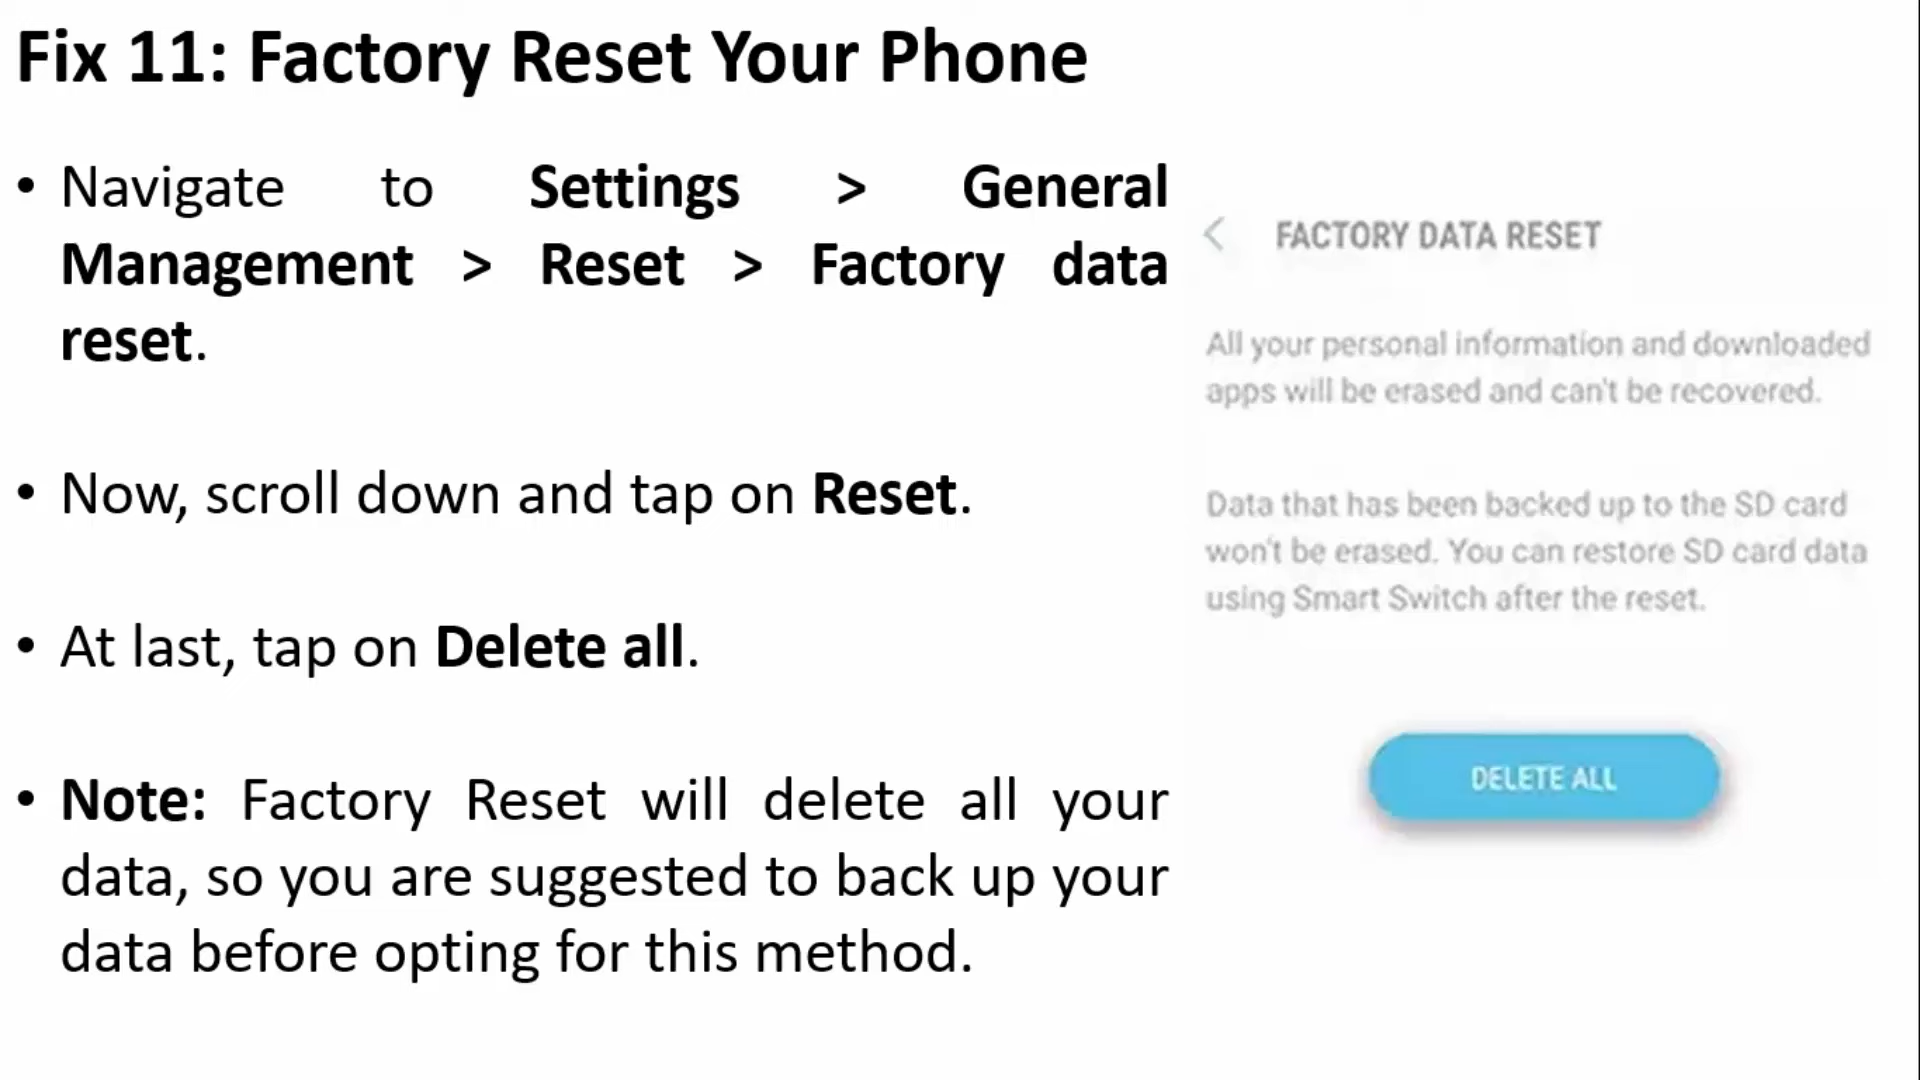 Fix 11: Factory Reset Your Phone
• Navigate to Settings > General
Management > Reset > Factory data
reset.
• Now, scroll down and tap on Reset.
• At last, tap on Delete all.
• Note: Factory Reset will delete all your
data, so you are suggested to back up your
data before opting for this method.
< FACTORY DATA RESET
All your personal information and downloaded
apps will be erased and can't be recovered.
Data that has been backed up to the SD card
won't be erased. You can restore SD card data
using Smart Switch after the reset.
DELETE ALL